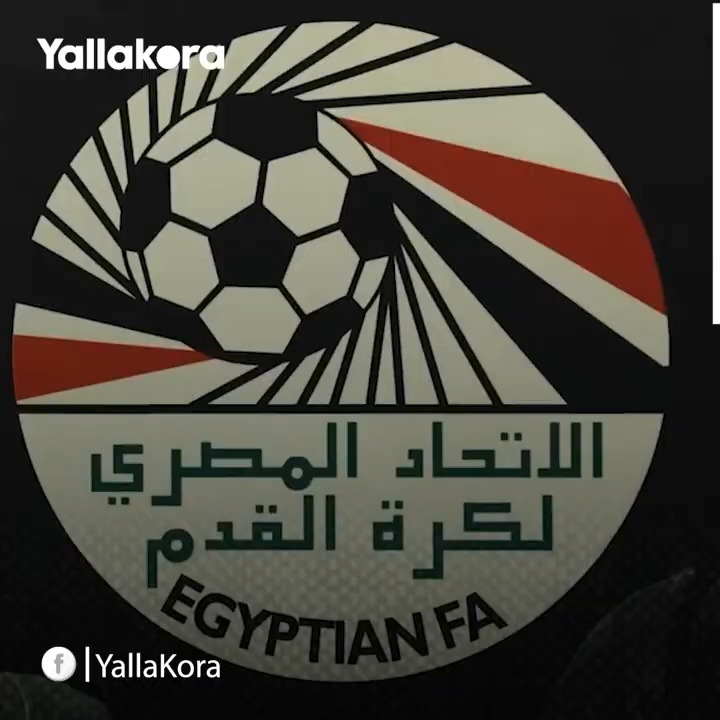 Yallakora
الاتحاد المصري
لكرة القدم
EGYPTIAN FA
f | YallaKora